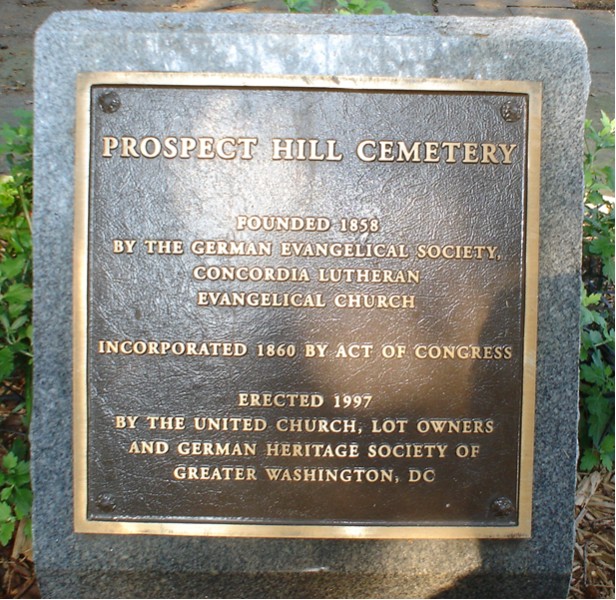 PROSPECT HILL CEMETERY
FOUNDED 1858
BY THE GERMAN EVANGELICAL SOCIETY,
CONCORDIA LUTHERAN
EVANGELICAL CHURCH
INCORPORATED 1860 BY ACT OF CONGRESS
ERECTED 1997
BY THE UNITED CHURCH, LOT OWNERS
AND GERMAN HERITAGE SOCIETY OF
GREATER WASHINGTON, DC